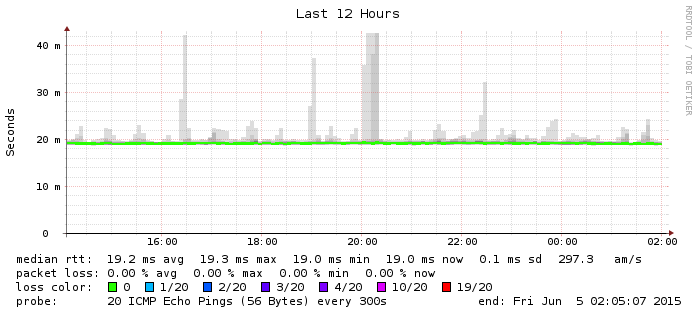 Last 12 Hours
RRDTOOL / TOBI OETIKER
Seconds
40 m
30 m
20 m
10 m
0
16:00 18:00 20:00 22:00 00:00 02:00
median rtt: 19.2 ms avg 19.3 ms max 19.0 ms min 19.0 ms now 0.1 ms sd 297.3 am/s
packet loss: 0.00 % avg 0.00 % max 0.00 % min 0.00 % now
loss color: 0 1/20 2/20 3/20 4/20 10/20 19/20
probe: 20 ICMP Echo Pings (56 Bytes) every 300s end: Fri Jun 5 02:05:07 2015